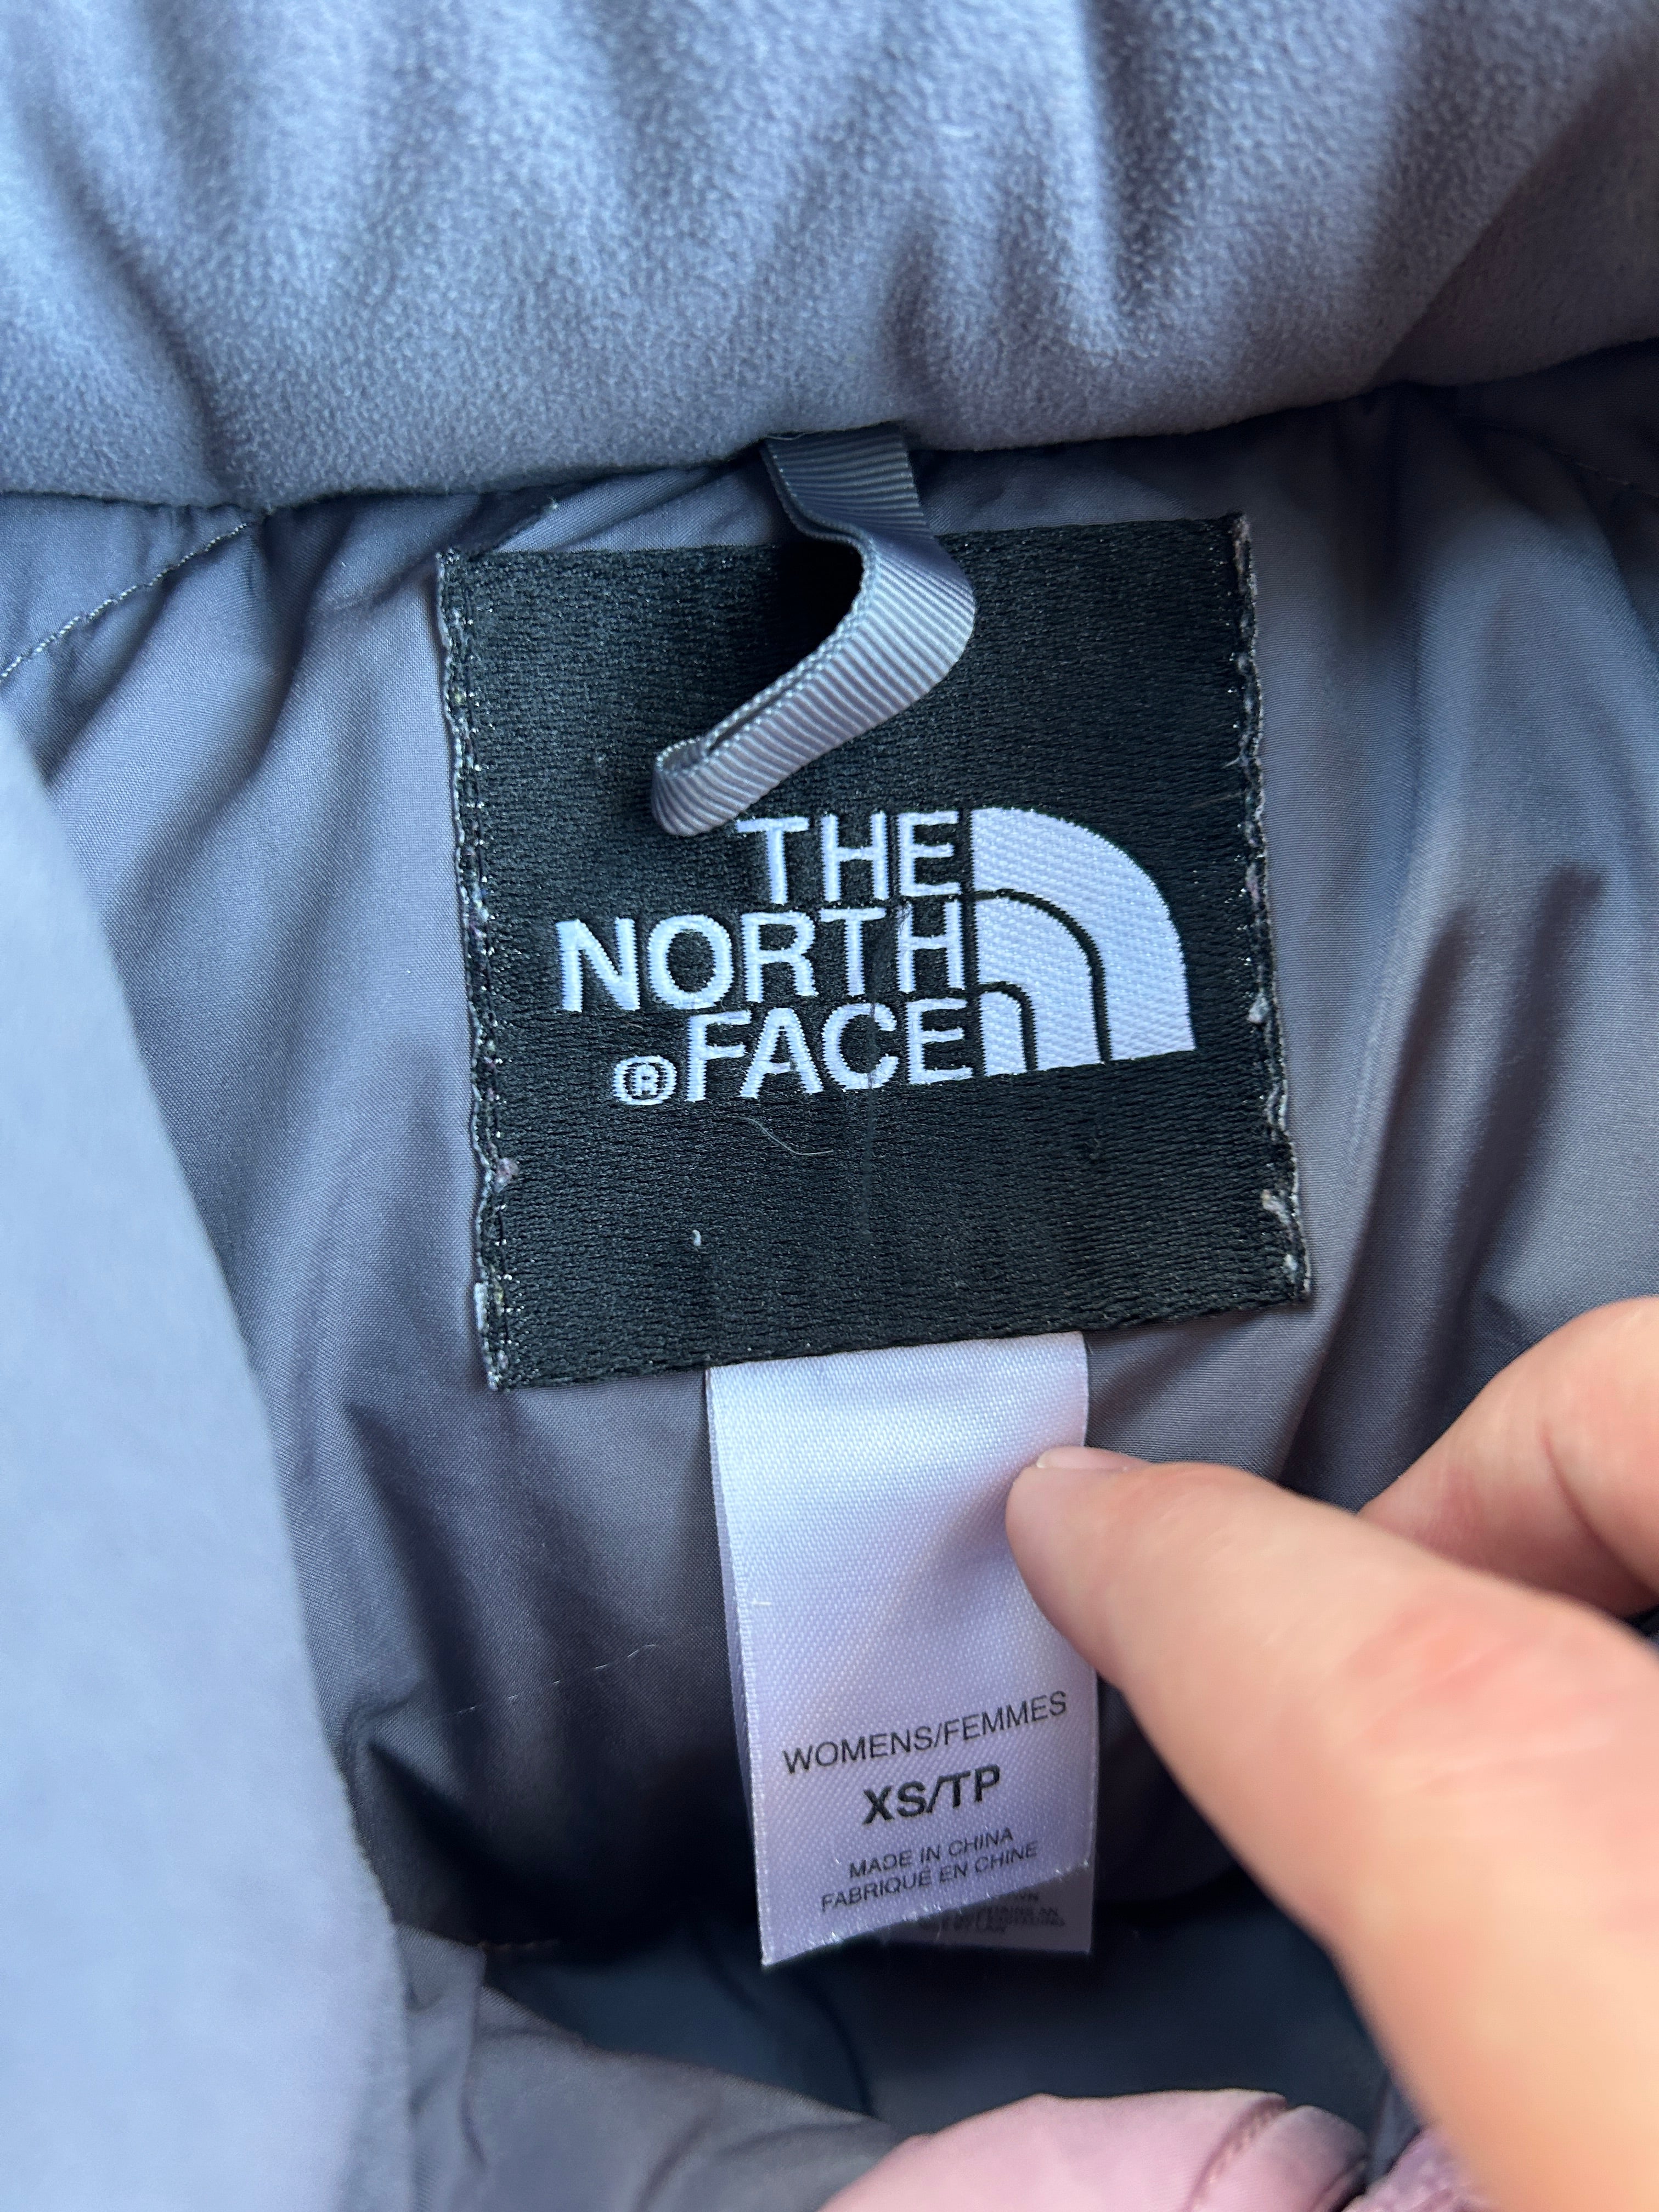 THE
NORTH
®FACE
WOMENS/FEMMES
XS/TP
MADE IN CHINA
FABRIQUÉ EN CHINE